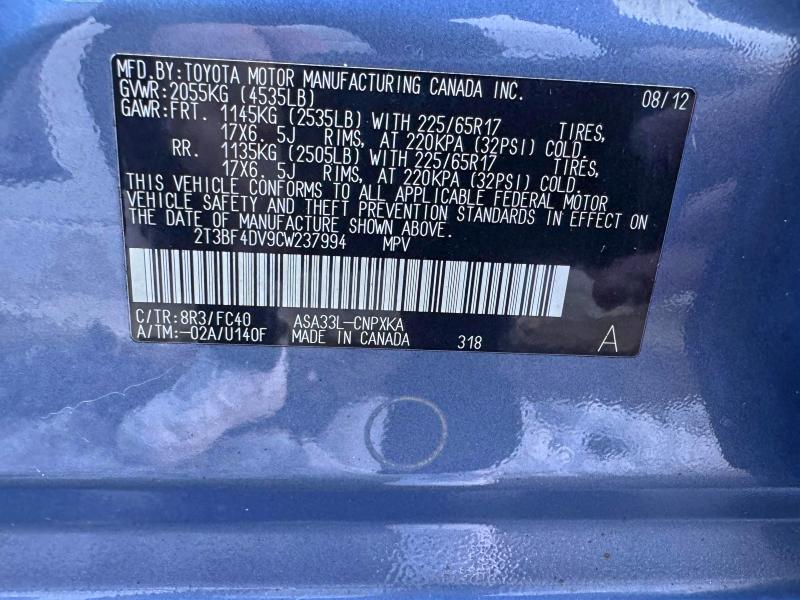 MFD.BY:TOYOTA MOTOR MANUFACTURING CANADA INC.
GVWR:2055KG (4535LB) 08/12
GAWR:FRT. 1145KG (2535LB) WITH 225/65R17 TIRES,
17X6. 5J RIMS, AT 220KPA (32PSI) COLD.
RR. 1135KG (2505LB) WITH 225/65R17 TIRES,
17X6. 5J RIMS, AT 220KPA (32PSI) COLD.
THIS VEHICLE CONFORMS TO ALL APPLICABLE FEDERAL MOTOR
VEHICLE SAFETY AND THEFT PREVENTION STANDARDS IN EFFECT ON
THE DATE OF MANUFACTURE SHOWN ABOVE.
2T3BF4DV9CW237994 MPV
C/TR:8R3/FC40 ASA33L-CNPXKA
A/TM:-02A/U140F MADE IN CANADA 318 A